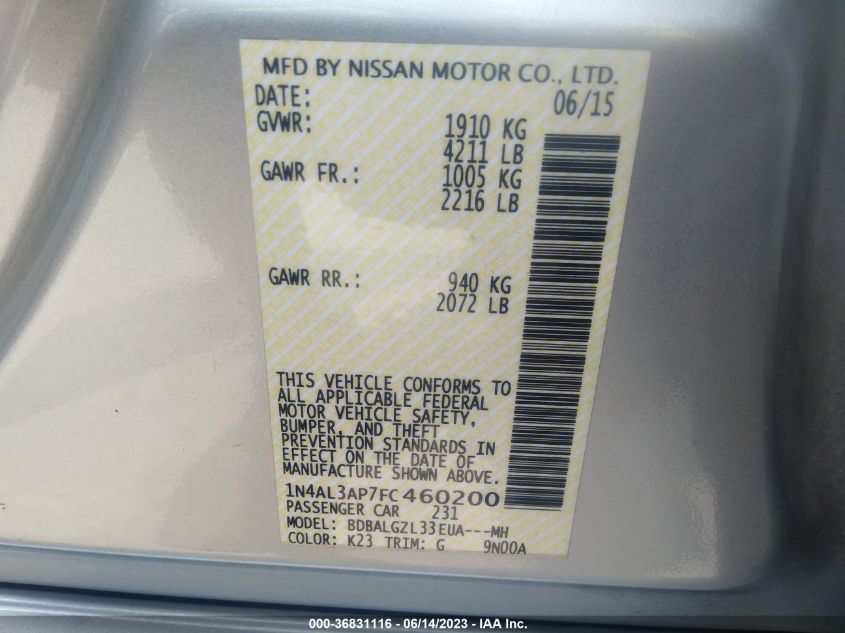 MFD BY NISSAN MOTOR CO., LTD.
DATE: 06/15
GVWR: 1910 KG
4211 LB
GAWR FR.: 1005 KG
2216 LB
GAWR RR.: 940 KG
2072 LB
THIS VEHICLE CONFORMS TO
ALL APPLICABLE FEDERAL
MOTOR VEHICLE SAFETY,
BUMPER, AND THEFT
PREVENTION STANDARDS IN
EFFECT ON THE DATE OF
MANUFACTURE SHOWN ABOVE.
1N4AL3AP7FC460200
PASSENGER CAR 231
MODEL: BDBALGZL33EUA---MH
COLOR: K23 TRIM: G 9N00A
000-36831116 - 06/14/2023 - IAA Inc.